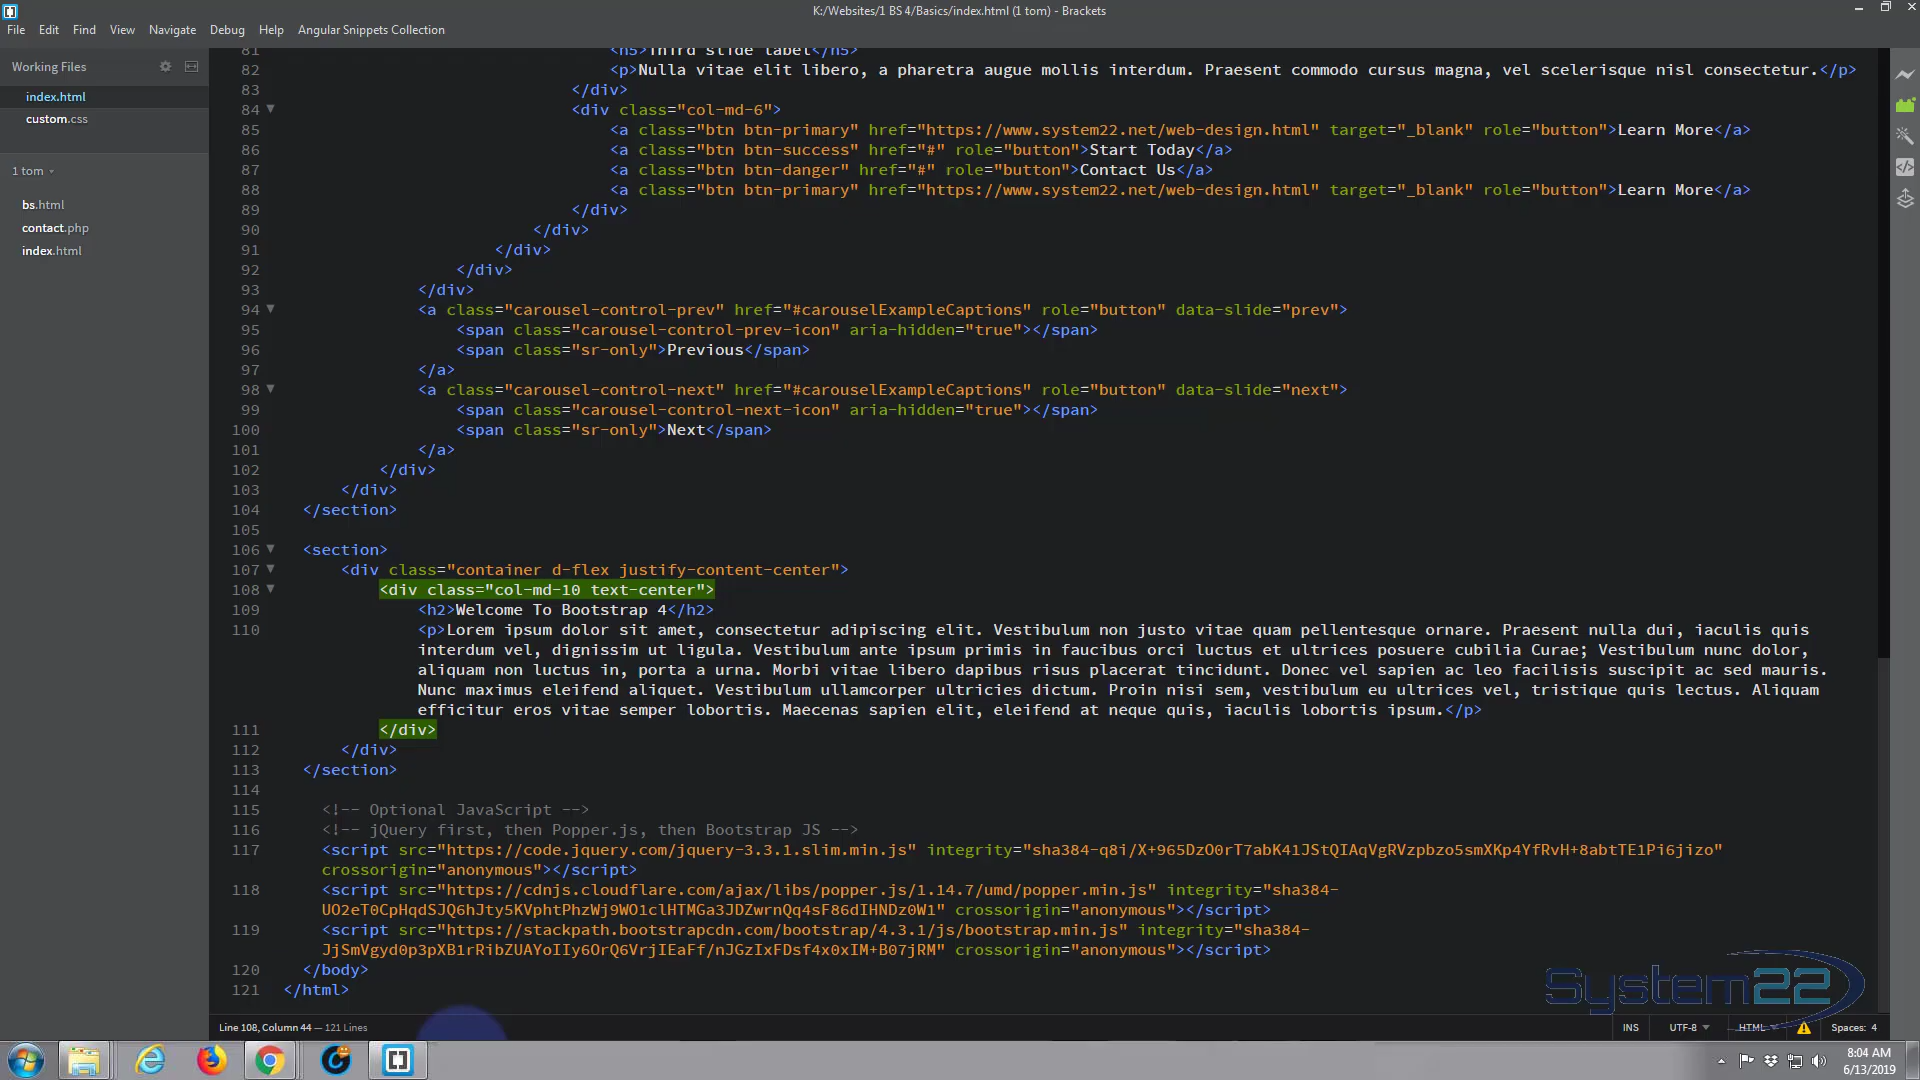 K:/Websites/1 BS 4/Basics/index.html (1 tom) - Brackets
File Edit Find View Navigate Debug Help Angular Snippets Collection
Working Files
index.html
custom.css
1 tom
bs.html
contact.php
index.html
81 <h5>Third slide label</h5>
82 <p>Nulla vitae elit libero, a pharetra augue mollis interdum. Praesent commodo cursus magna, vel scelerisque nisl consectetur.</p>
83 </div>
84 <div class="col-md-6">
85 <a class="btn btn-primary" href="https://www.system22.net/web-design.html" target="_blank" role="button">Learn More</a>
86 <a class="btn btn-success" href="#" role="button">Start Today</a>
87 <a class="btn btn-danger" href="#" role="button">Contact Us</a>
88 <a class="btn btn-primary" href="https://www.system22.net/web-design.html" target="_blank" role="button">Learn More</a>
89 </div>
90 </div>
91 </div>
92 </div>
93 </div>
94 <a class="carousel-control-prev" href="#carouselExampleCaptions" role="button" data-slide="prev">
95 <span class="carousel-control-prev-icon" aria-hidden="true"></span>
96 <span class="sr-only">Previous</span>
97 </a>
98 <a class="carousel-control-next" href="#carouselExampleCaptions" role="button" data-slide="next">
99 <span class="carousel-control-next-icon" aria-hidden="true"></span>
100 <span class="sr-only">Next</span>
101 </a>
102 </div>
103 </div>
104 </section>
105
106 <section>
107 <div class="container d-flex justify-content-center">
108 <div class="col-md-10 text-center">
109 <h2>Welcome To Bootstrap 4</h2>
110 <p>Lorem ipsum dolor sit amet, consectetur adipiscing elit. Vestibulum non justo vitae quam pellentesque ornare. Praesent nulla dui, iaculis quis
interdum vel, dignissim ut ligula. Vestibulum ante ipsum primis in faucibus orci luctus et ultrices posuere cubilia Curae; Vestibulum nunc dolor,
aliquam non luctus in, porta a urna. Morbi vitae libero dapibus risus placerat tincidunt. Donec vel sapien ac leo facilisis suscipit ac sed mauris.
Nunc maximus eleifend aliquet. Vestibulum ullamcorper ultricies dictum. Proin nisi sem, vestibulum eu ultrices vel, tristique quis lectus. Aliquam
efficitur eros vitae semper lobortis. Maecenas sapien elit, eleifend at neque quis, iaculis lobortis ipsum.</p>
111 </div>
112 </div>
113 </section>
114
115 <!-- Optional JavaScript -->
116 <!-- jQuery first, then Popper.js, then Bootstrap JS -->
117 <script src="https://code.jquery.com/jquery-3.3.1.slim.min.js" integrity="sha384-q8i/X+965DzO0rT7abK41JStQIAqVgRVzpbzo5smXKp4YfRvH+8abtTE1Pi6jizo"
crossorigin="anonymous"></script>
118 <script src="https://cdnjs.cloudflare.com/ajax/libs/popper.js/1.14.7/umd/popper.min.js" integrity="sha384-
UO2eT0CpHqdSJQ6hJty5KVphtPhzWj9WO1clHTMGa3JDZwrnQq4sF86dIHNDz0W1" crossorigin="anonymous"></script>
119 <script src="https://stackpath.bootstrapcdn.com/bootstrap/4.3.1/js/bootstrap.min.js" integrity="sha384-
JjSmVgyd0p3pXB1rRibZUAYoIIy6OrQ6VrjIEaFf/nJGzIxFDsf4x0xIM+B07jRM" crossorigin="anonymous"></script>
120 </body>
121 </html>
System22
Line 108, Column 44 — 121 Lines
INS UTF-8 HTML Spaces: 4
8:04 AM
6/13/2019